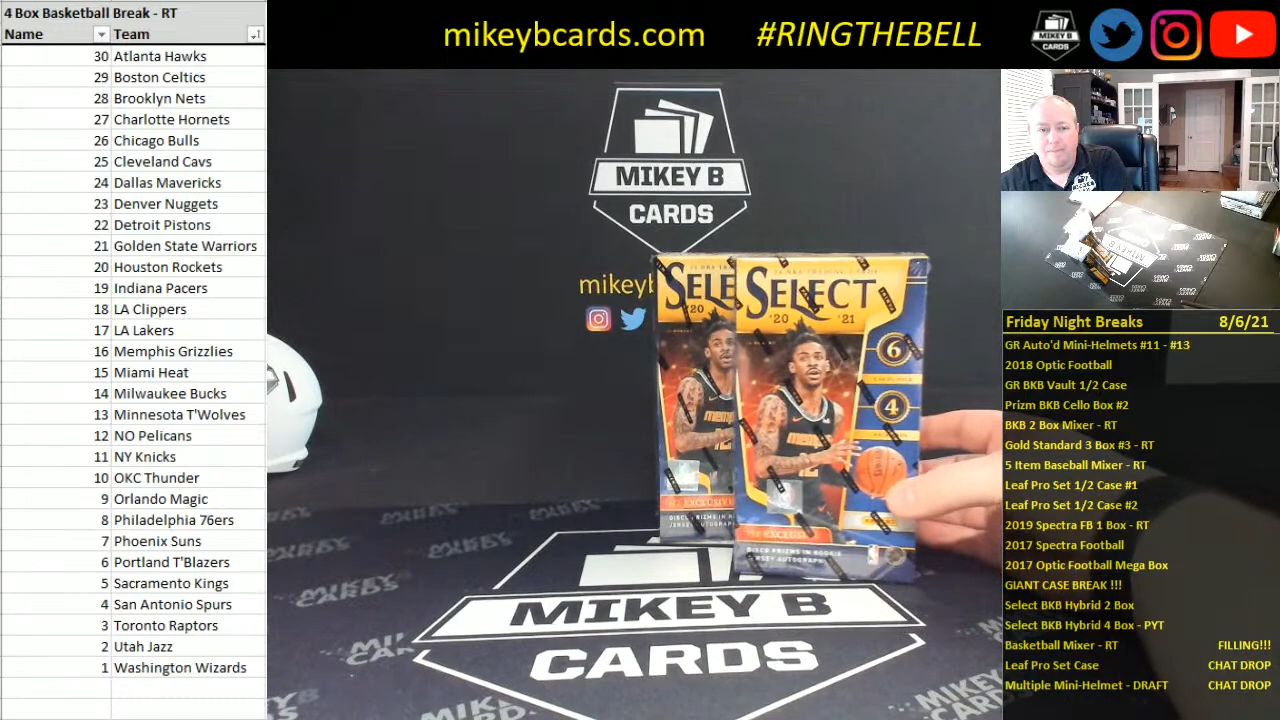 4 Box Basketball Break - RT
Name Team
30 Atlanta Hawks
29 Boston Celtics
28 Brooklyn Nets
27 Charlotte Hornets
26 Chicago Bulls
25 Cleveland Cavs
24 Dallas Mavericks
23 Denver Nuggets
22 Detroit Pistons
21 Golden State Warriors
20 Houston Rockets
19 Indiana Pacers
18 LA Clippers
17 LA Lakers
16 Memphis Grizzlies
15 Miami Heat
14 Milwaukee Bucks
13 Minnesota T'Wolves
12 NO Pelicans
11 NY Knicks
10 OKC Thunder
9 Orlando Magic
8 Philadelphia 76ers
7 Phoenix Suns
6 Portland T'Blazers
5 Sacramento Kings
4 San Antonio Spurs
3 Toronto Raptors
2 Utah Jazz
1 Washington Wizards
mikeybcards.com #RINGTHEBELL
MIKEY B
CARDS
MIKEY B
CARDS
mikeyb
SELE
'20
SELECT
'20 '21
6
4
DISCO PRIZMS IN ROOKIE
JERSEY AUTOGRAPHS
MIKEY B
CARDS
Friday Night Breaks 8/6/21
GR Auto'd Mini-Helmets #11 - #13
2018 Optic Football
GR BKB Vault 1/2 Case
Prizm BKB Cello Box #2
BKB 2 Box Mixer - RT
Gold Standard 3 Box #3 - RT
5 Item Baseball Mixer - RT
Leaf Pro Set 1/2 Case #1
Leaf Pro Set 1/2 Case #2
2019 Spectra FB 1 Box - RT
2017 Spectra Football
2017 Optic Football Mega Box
GIANT CASE BREAK !!!
Select BKB Hybrid 2 Box
Select BKB Hybrid 4 Box - PYT
Basketball Mixer - RT FILLING!!!
Leaf Pro Set Case CHAT DROP
Multiple Mini-Helmet - DRAFT CHAT DROP